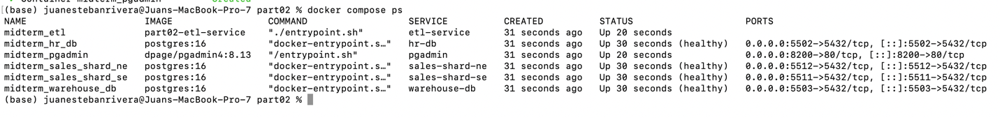 (base) juanestebanrivera@Juans-MacBook-Pro-7 part02 % docker compose ps
NAME IMAGE COMMAND SERVICE CREATED STATUS PORTS
midterm_etl part02-etl-service "./entrypoint.sh" etl-service 31 seconds ago Up 20 seconds
midterm_hr_db postgres:16 "docker-entrypoint.s…" hr-db 31 seconds ago Up 30 seconds (healthy) 0.0.0.0:5502->5432/tcp, [::]:5502->5432/tcp
midterm_pgadmin dpage/pgadmin4:8.13 "/entrypoint.sh" pgadmin 31 seconds ago Up 20 seconds 0.0.0.0:8200->80/tcp, [::]:8200->80/tcp
midterm_sales_shard_ne postgres:16 "docker-entrypoint.s…" sales-shard-ne 31 seconds ago Up 30 seconds (healthy) 0.0.0.0:5512->5432/tcp, [::]:5512->5432/tcp
midterm_sales_shard_se postgres:16 "docker-entrypoint.s…" sales-shard-se 31 seconds ago Up 30 seconds (healthy) 0.0.0.0:5511->5432/tcp, [::]:5511->5432/tcp
midterm_warehouse_db postgres:16 "docker-entrypoint.s…" warehouse-db 31 seconds ago Up 30 seconds (healthy) 0.0.0.0:5503->5432/tcp, [::]:5503->5432/tcp
(base) juanestebanrivera@Juans-MacBook-Pro-7 part02 %